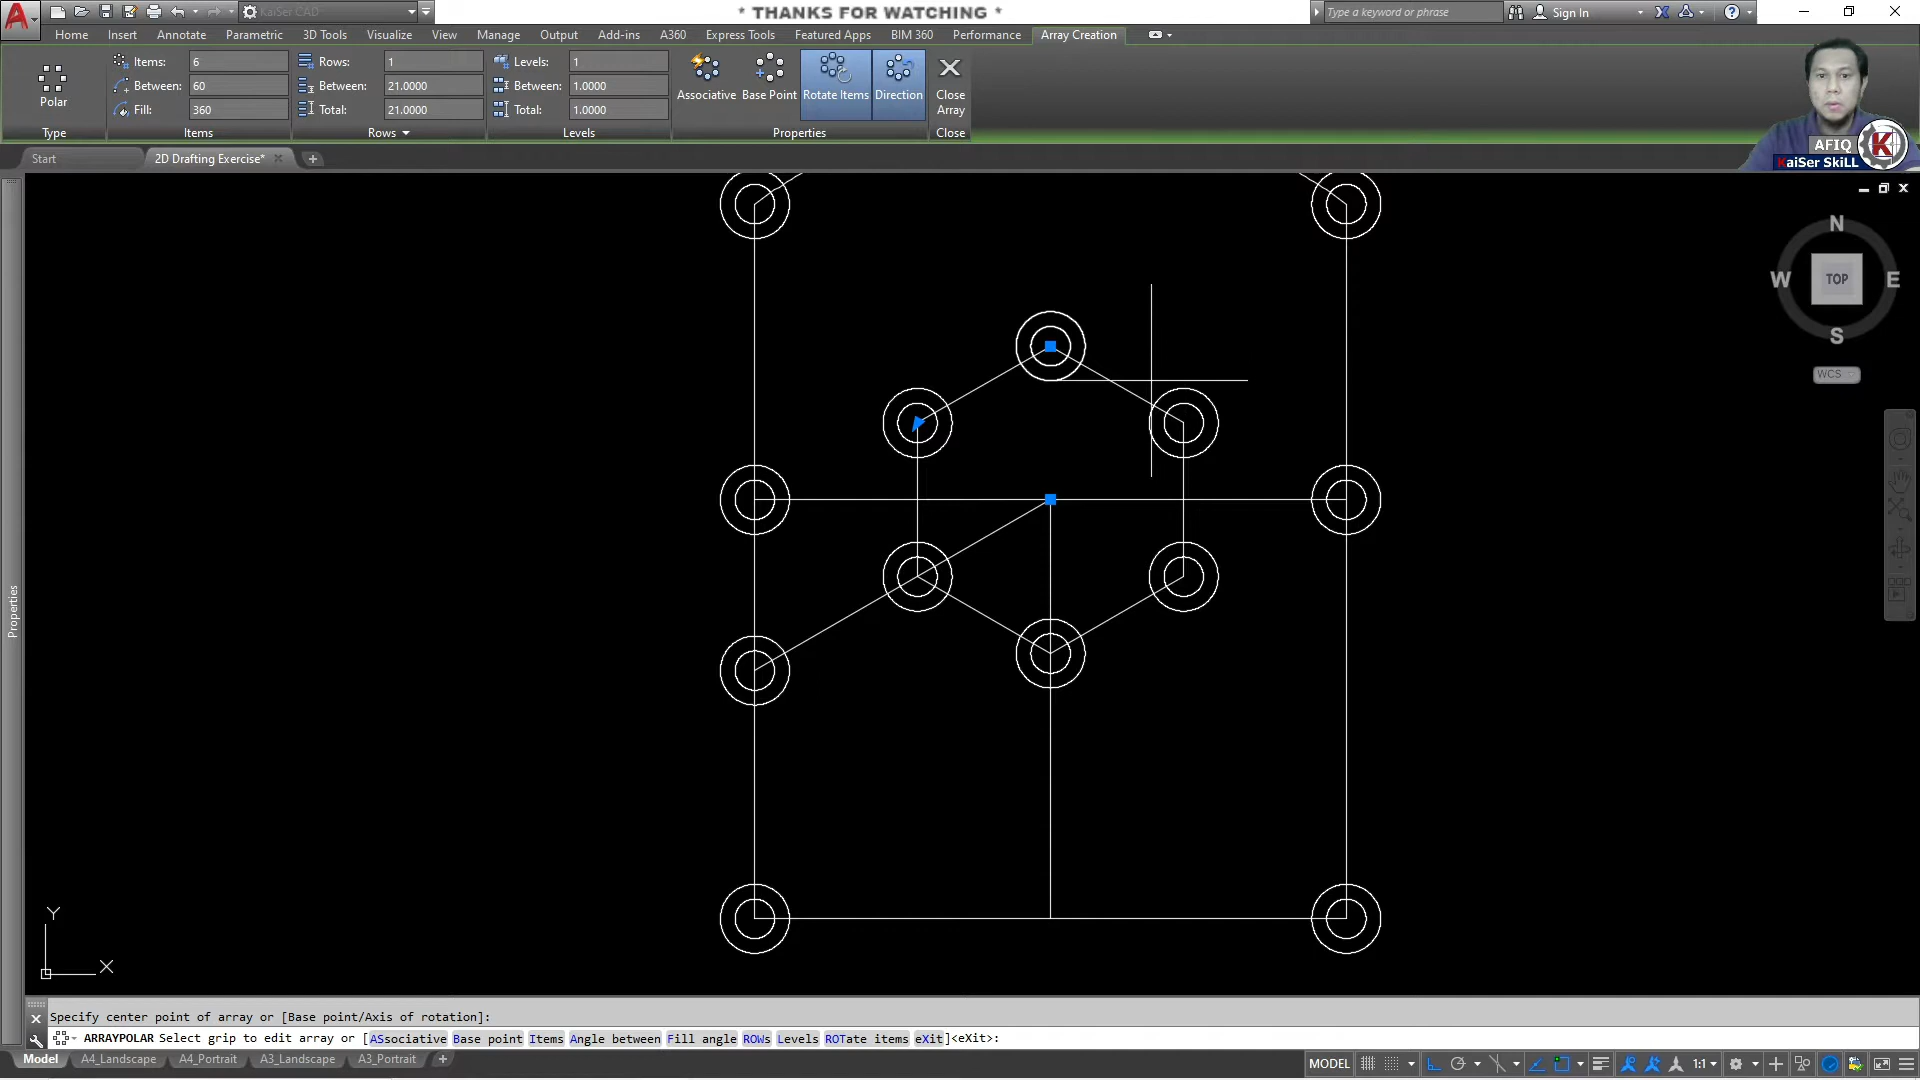 KaiSer CAD
* THANKS FOR WATCHING *
Type a keyword or phrase
Sign In
Home Insert Annotate Parametric 3D Tools Visualize View Manage Output Add-ins A360 Express Tools Featured Apps BIM 360 Performance Array Creation
Items: 6 Rows: 1 Levels: 1
Between: 60 Between: 21.0000 Between: 1.0000
Fill: 360 Total: 21.0000 Total: 1.0000
Polar
Associative Base Point Rotate Items Direction Close Array
Type Items Rows Levels Properties Close
AFIQ
KaiSer SkiLL
K
Start 2D Drafting Exercise*
N
W TOP E
S
WCS
Properties
Y
X
Specify center point of array or [Base point/Axis of rotation]:
ARRAYPOLAR Select grip to edit array or [ASsociative Base point Items Angle between Fill angle ROWs Levels ROTate items eXit]<eXit>:
Model A4_Landscape A4_Portrait A3_Landscape A3_Portrait
MODEL 1:1